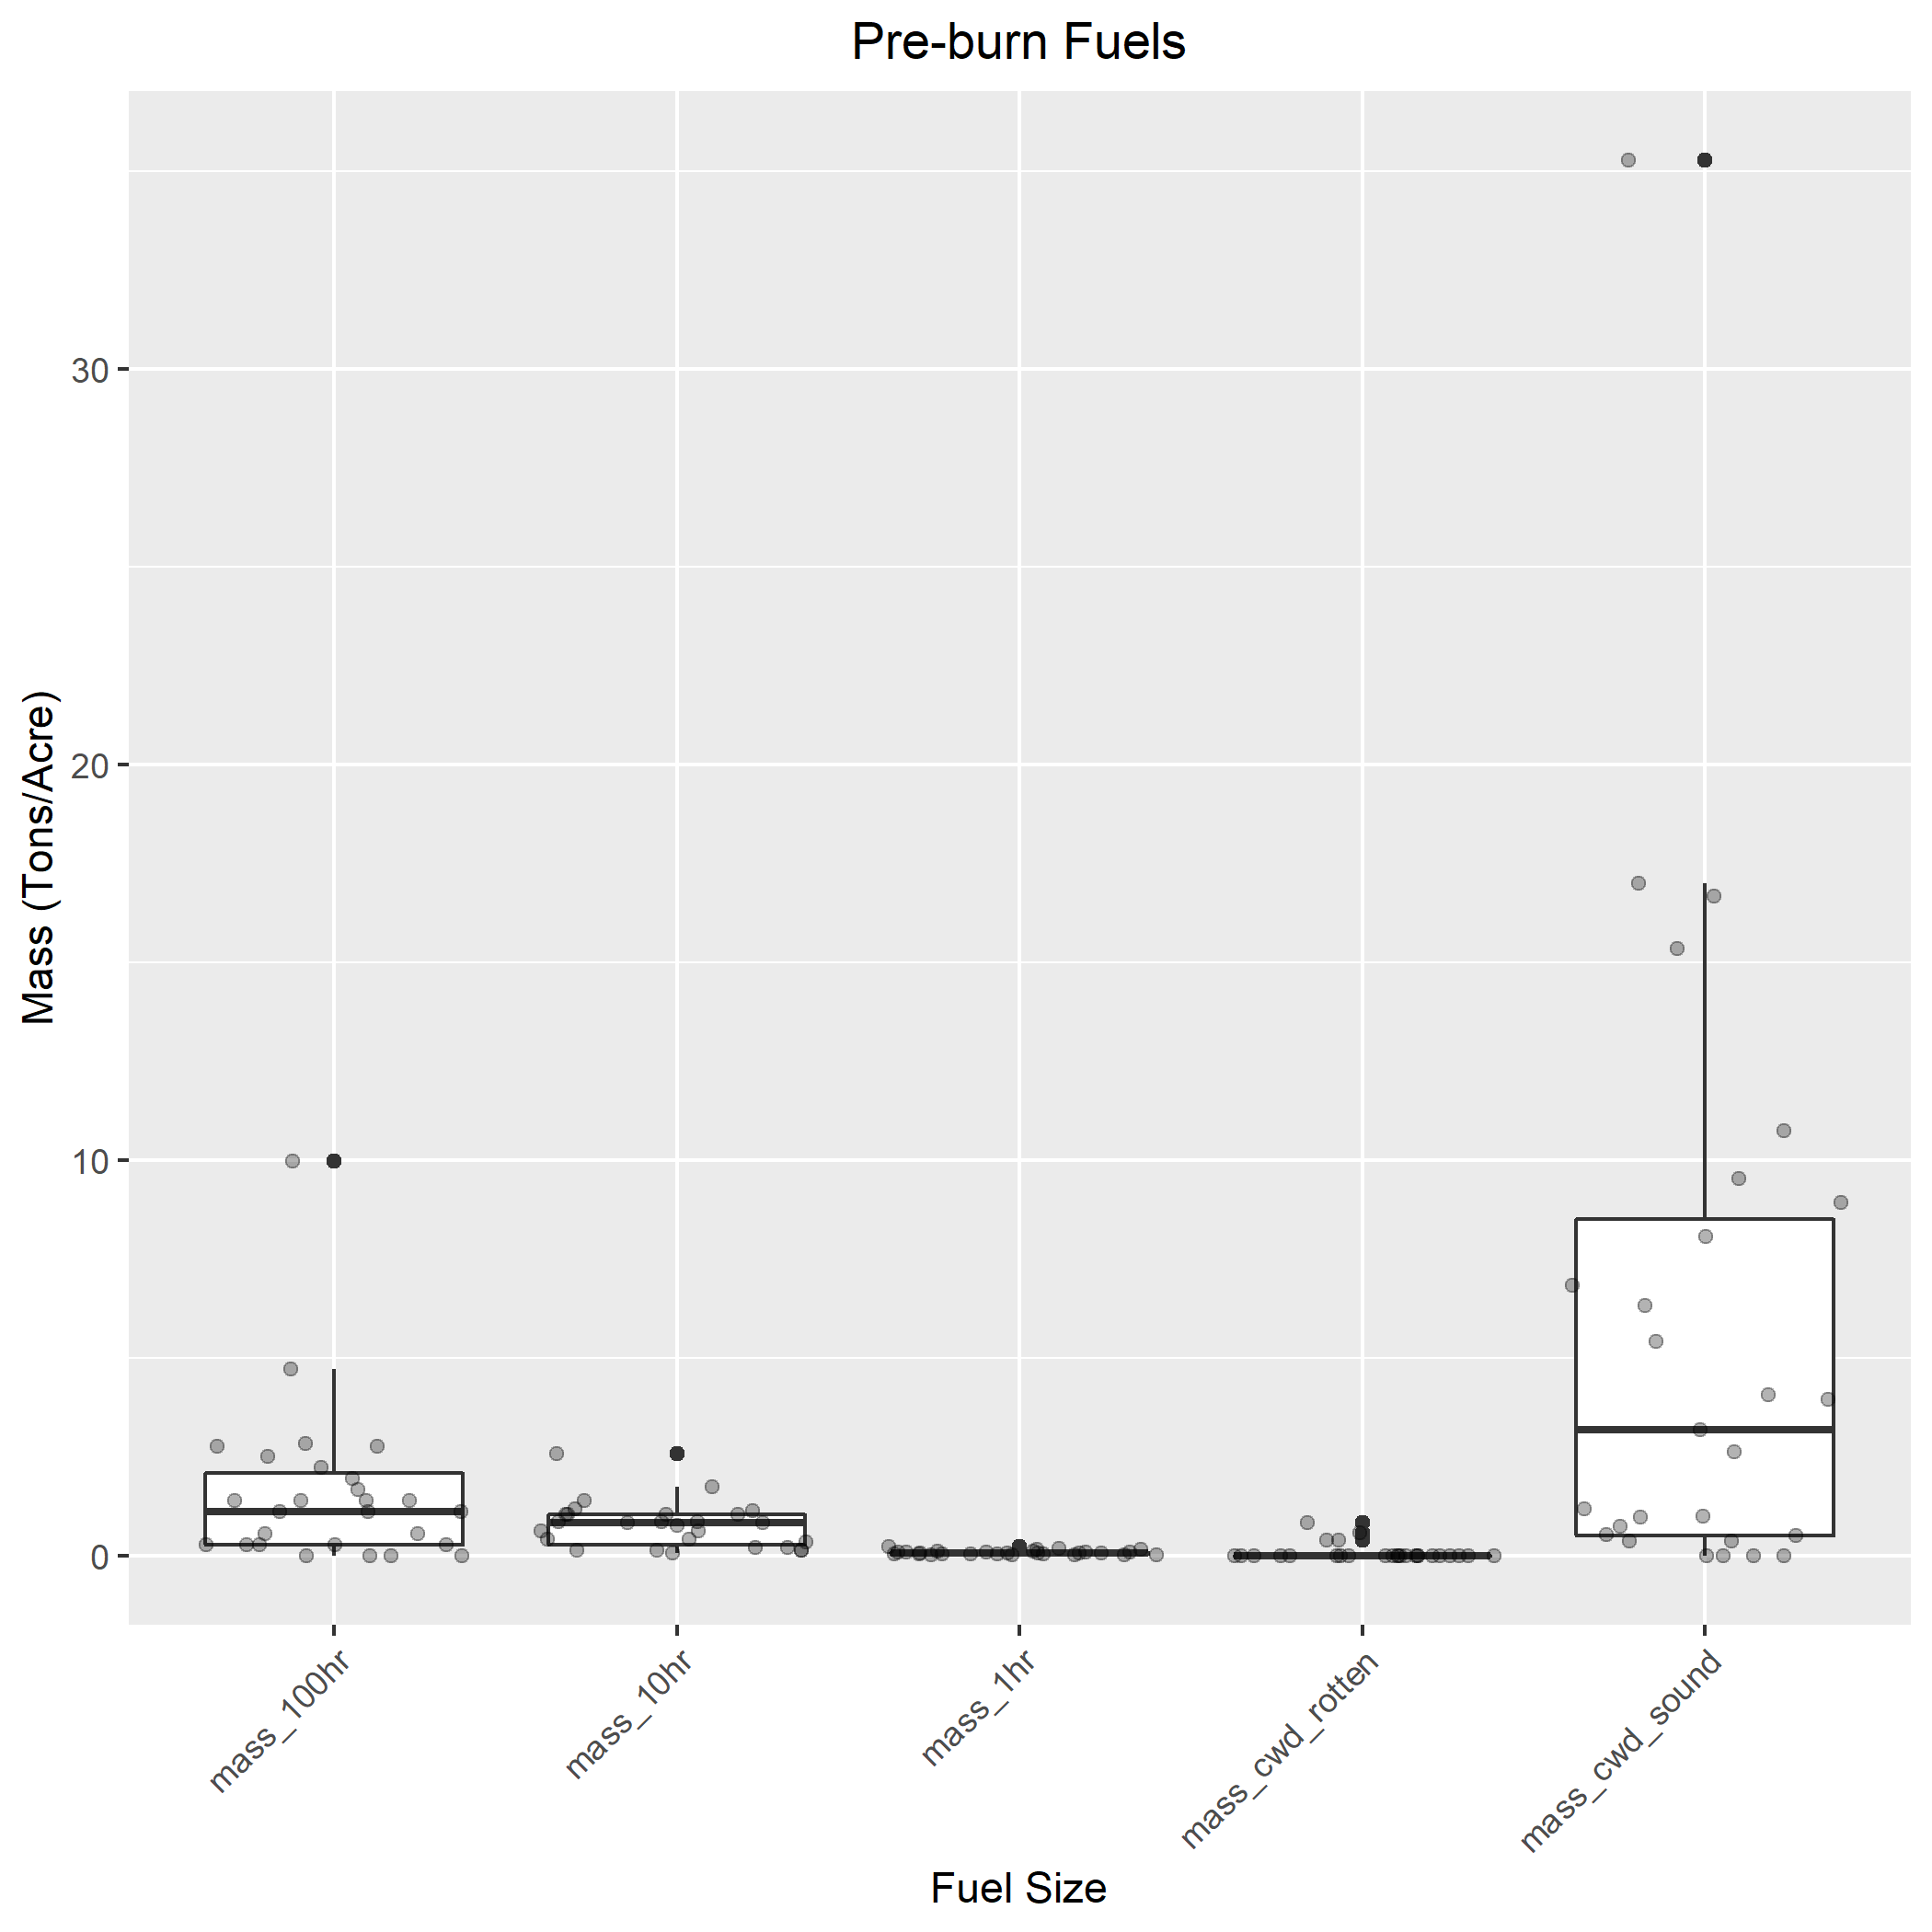 Pre-burn Fuels
Mass (Tons/Acre)
30
20
10
0
mass_100hr
mass_10hr
mass_1hr
mass_cwd_rotten
mass_cwd_sound
Fuel Size